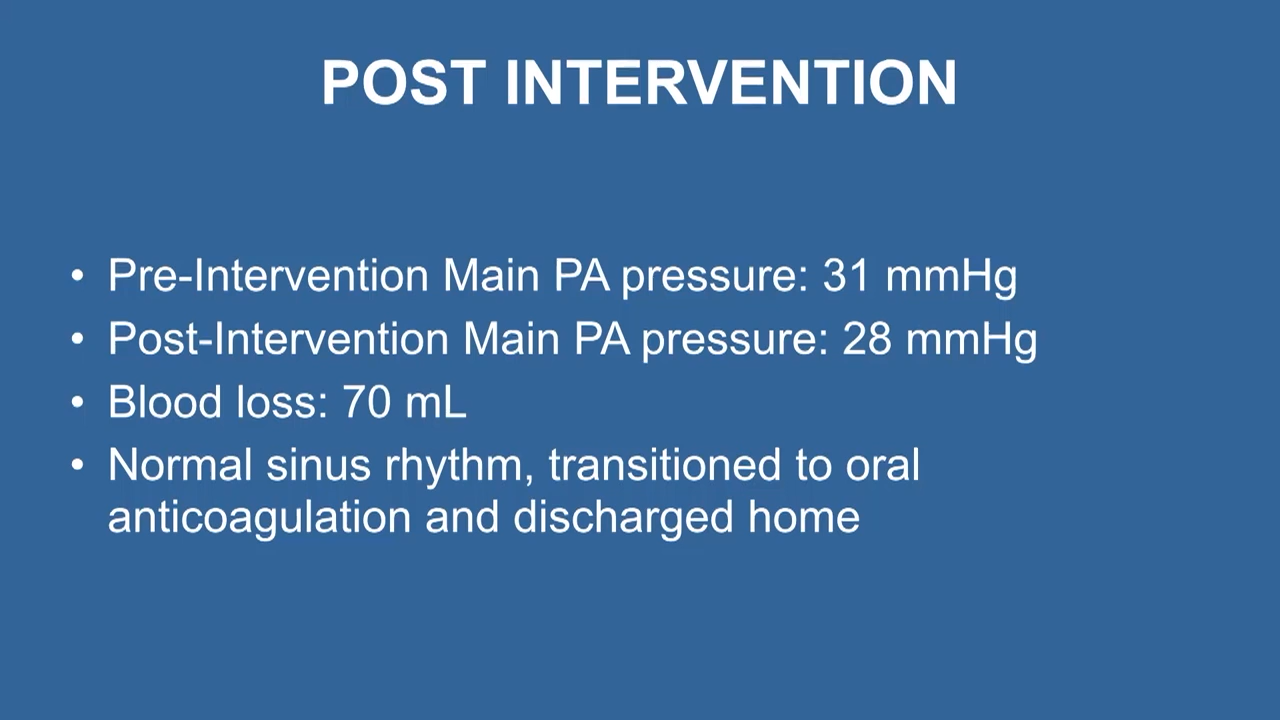 POST INTERVENTION
• Pre-Intervention Main PA pressure: 31 mmHg
• Post-Intervention Main PA pressure: 28 mmHg
• Blood loss: 70 mL
• Normal sinus rhythm, transitioned to oral
anticoagulation and discharged home